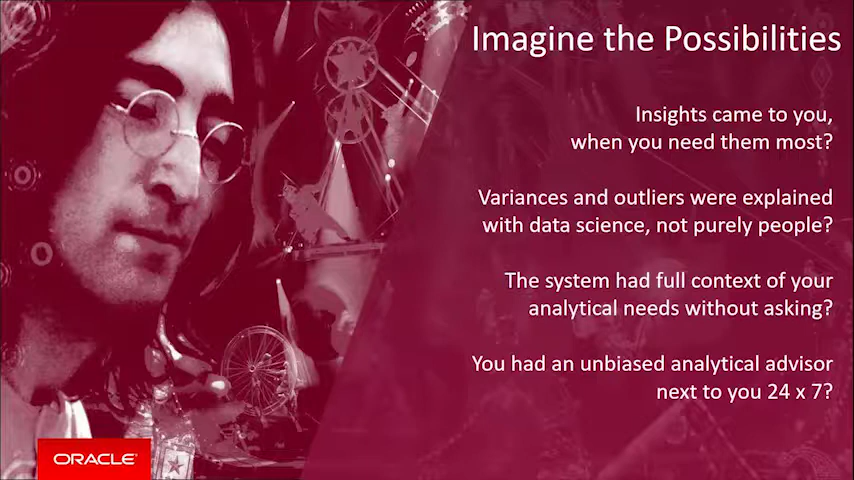 Imagine the Possibilities
Insights came to you,
when you need them most?
Variances and outliers were explained
with data science, not purely people?
The system had full context of your
analytical needs without asking?
You had an unbiased analytical advisor
next to you 24 x 7?
ORACLE